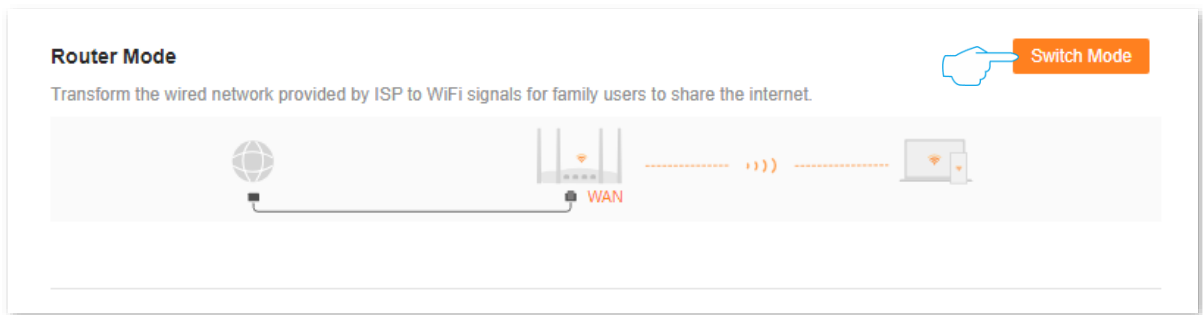 Router Mode
Switch Mode
Transform the wired network provided by ISP to WiFi signals for family users to share the internet.
WAN